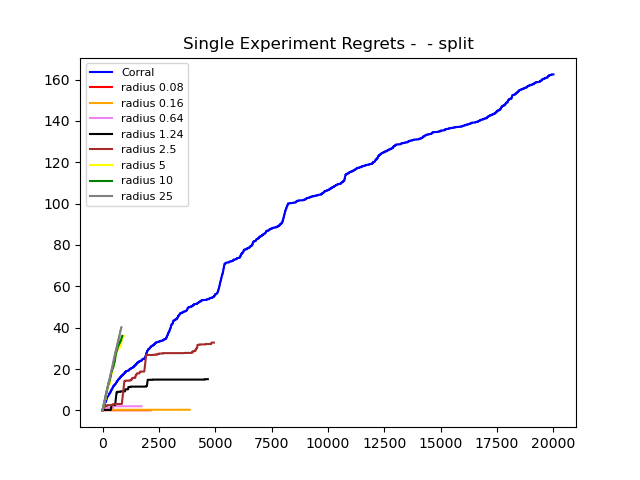 Single Experiment Regrets -  - split
Corral
radius 0.08
radius 0.16
radius 0.64
radius 1.24
radius 2.5
radius 5
radius 10
radius 25
160
140
120
100
80
60
40
20
0
0 2500 5000 7500 10000 12500 15000 17500 20000